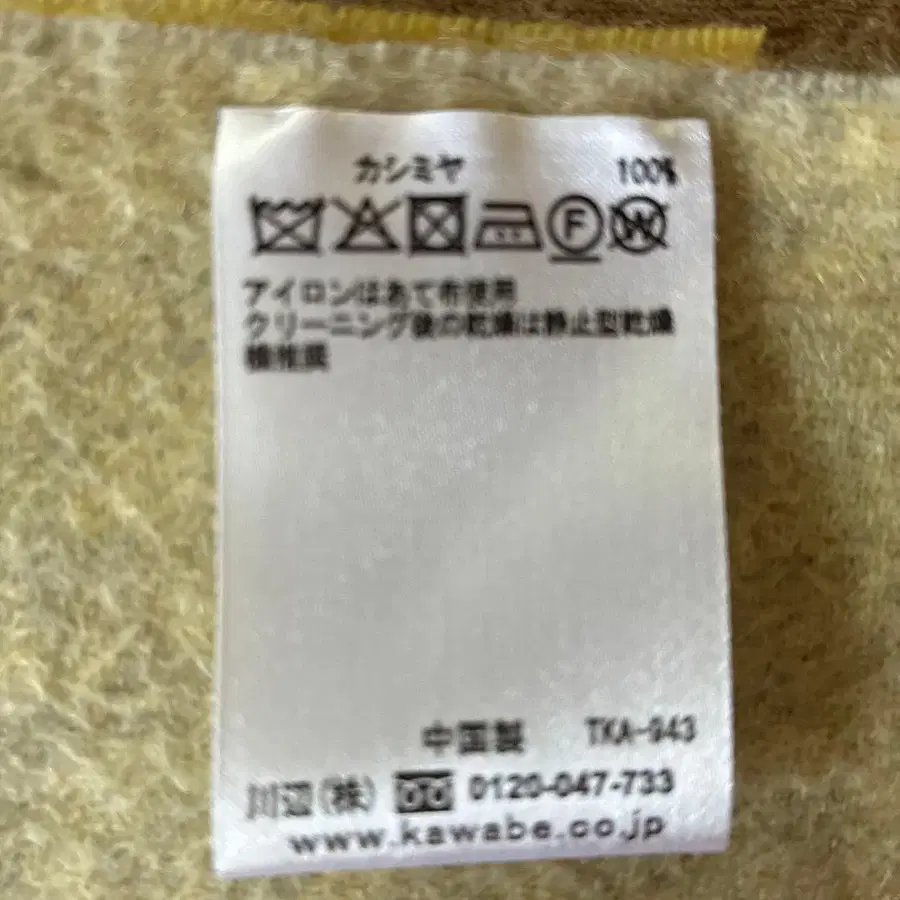 カシミヤ 100%
F W
アイロンはあて布使用
クリーニング後の乾燥は静止型乾燥
機推奨
中国製 TKA-943
川辺(株) 0120-047-733
www.kawabe.co.jp